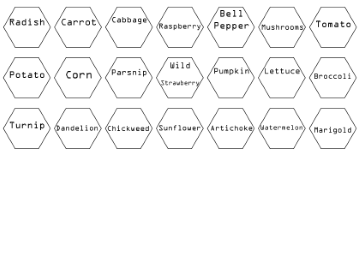 Radish Carrot Cabbage Raspberry Bell Pepper Mushrooms Tomato
Potato Corn Parsnip Wild Strawberry Pumpkin Lettuce Broccoli
Turnip Dandelion Chickweed Sunflower Artichoke Watermelon Marigold